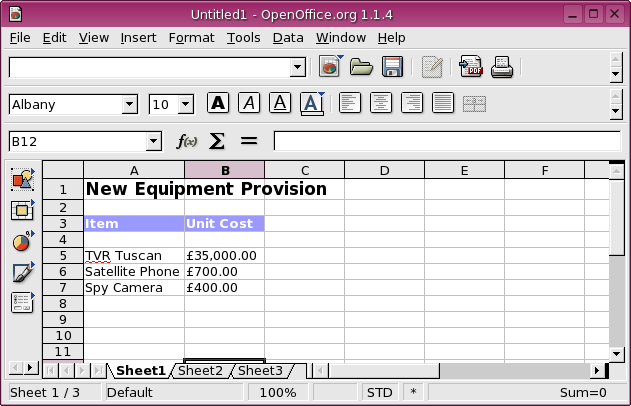 Untitled1 - OpenOffice.org 1.1.4
File Edit View Insert Format Tools Data Window Help
PDF
Albany 10 A A A A
B12 f(x) Σ =
A B C D E F
1 New Equipment Provision
2
3 Item Unit Cost
4
5 TVR Tuscan £35,000.00
6 Satellite Phone £700.00
7 Spy Camera £400.00
8
9
10
11
Sheet1 Sheet2 Sheet3
Sheet 1 / 3 Default 100% STD * Sum=0